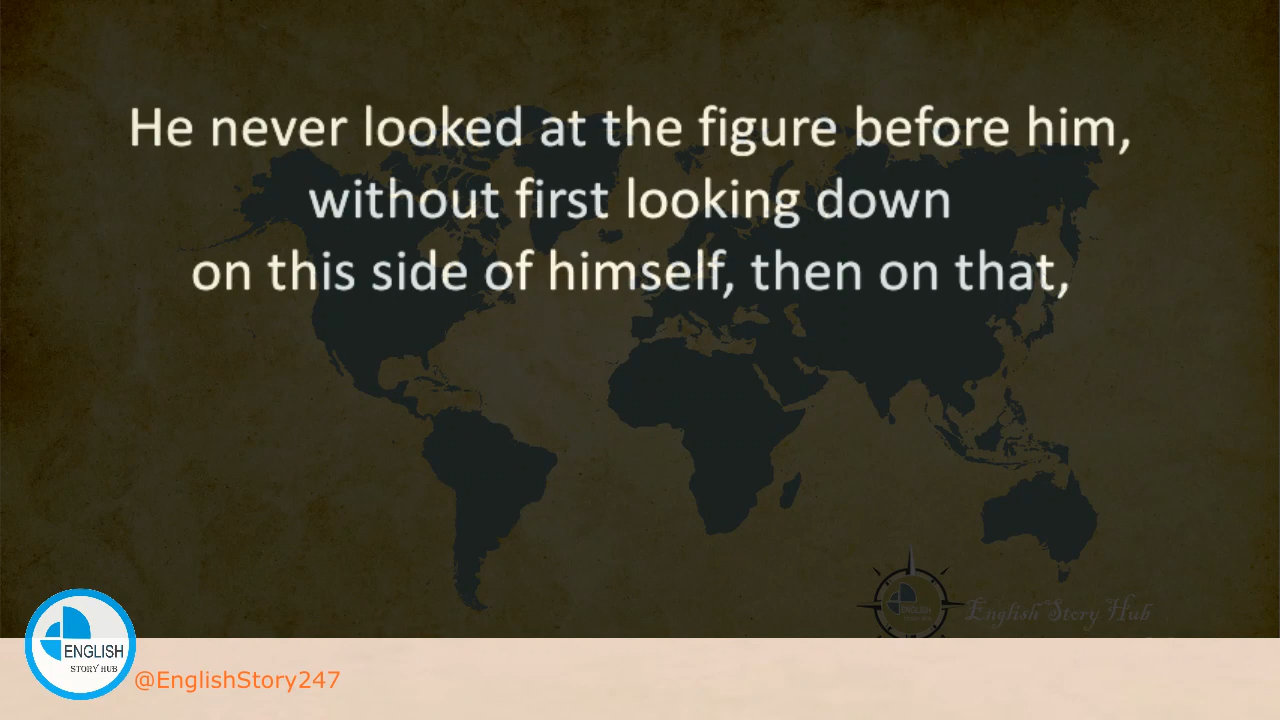 He never looked at the figure before him,
without first looking down
on this side of himself, then on that,
English Story Hub
ENGLISH
STORY HUB
@EnglishStory247